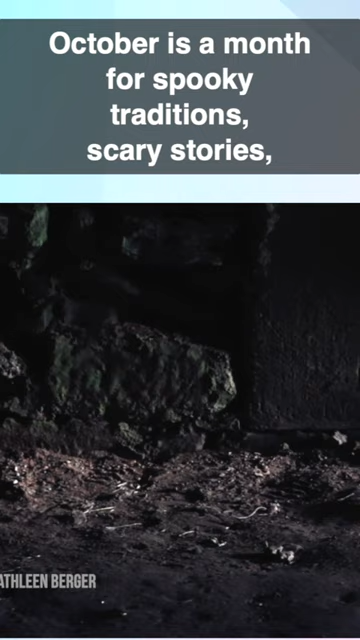 October is a month
for spooky
traditions,
scary stories,
ATHLEEN BERGER